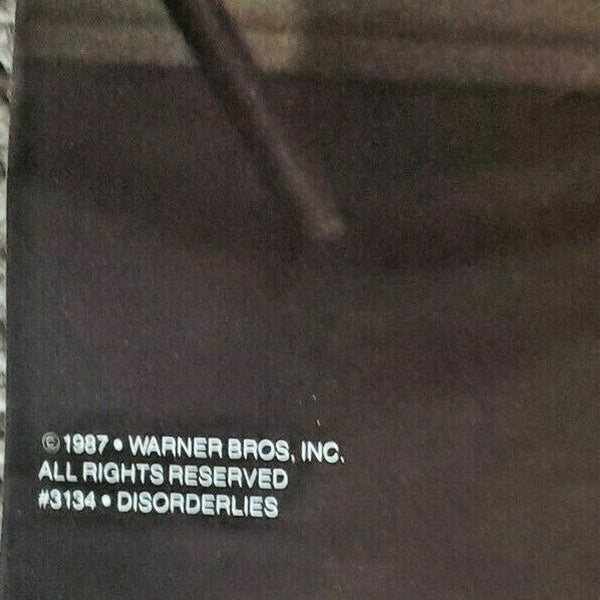 ©1987 • WARNER BROS, INC.
ALL RIGHTS RESERVED
#3134 • DISORDERLIES